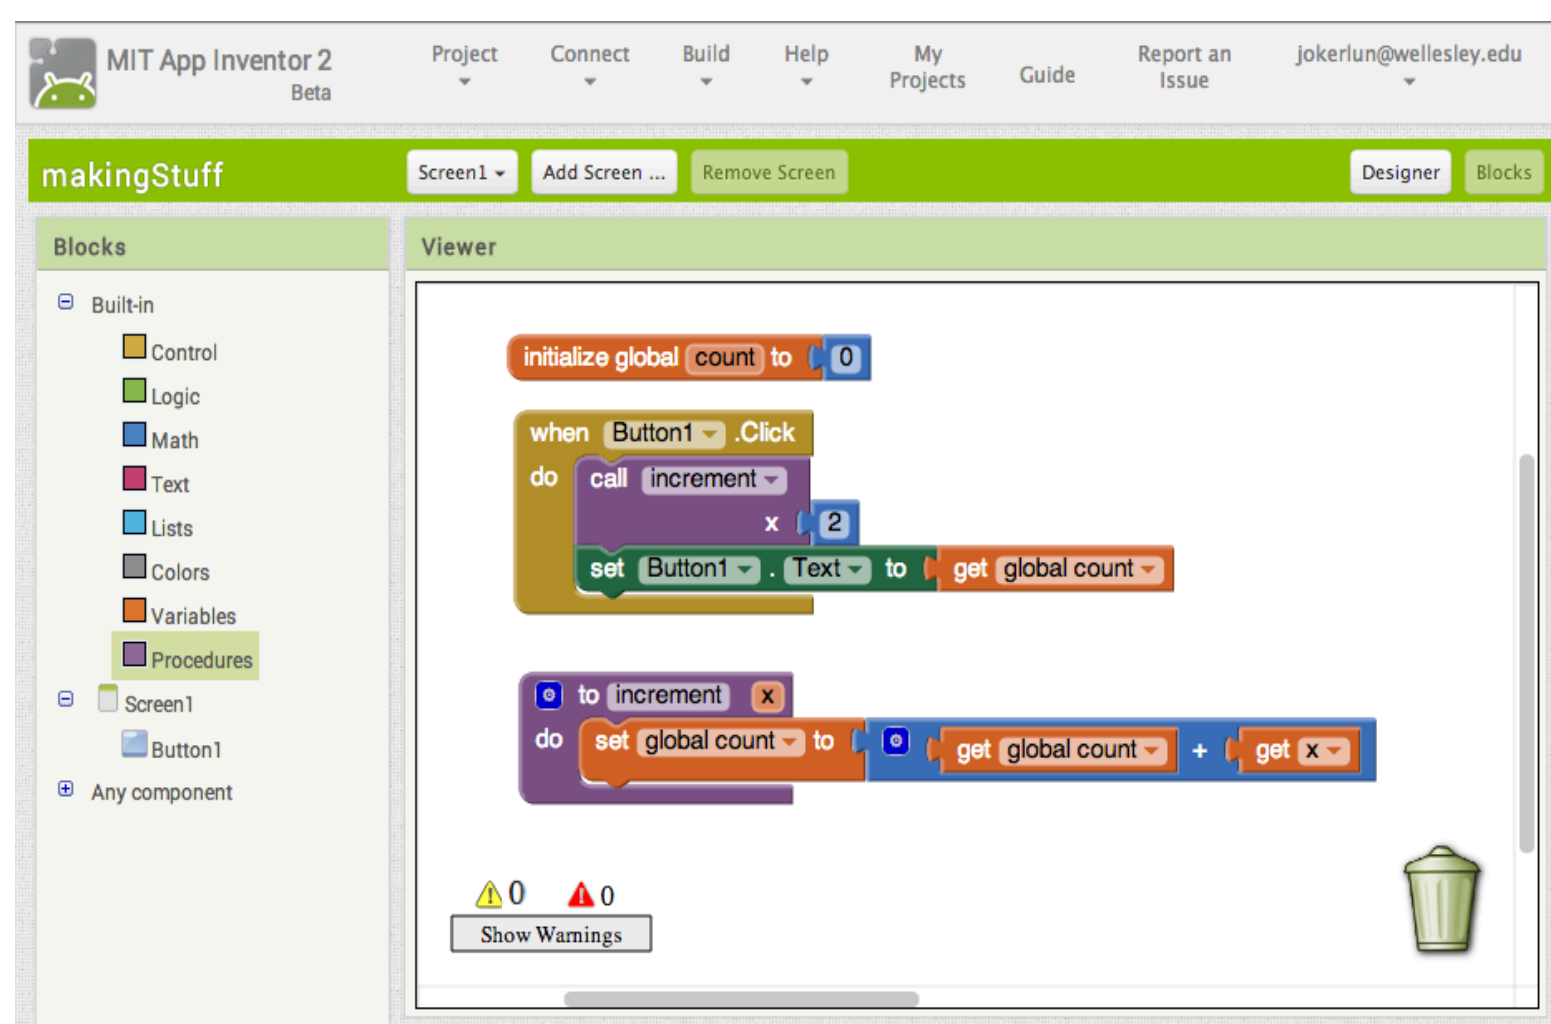 MIT App Inventor 2
Beta
Project
Connect
Build
Help
My
Projects
Guide
Report an
Issue
jokerlun@wellesley.edu
makingStuff
Screen1
Add Screen ...
Remove Screen
Designer
Blocks
Blocks
Built-in
Control
Logic
Math
Text
Lists
Colors
Variables
Procedures
Screen1
Button1
Any component
Viewer
initialize global count to 0
when Button1 .Click
do call increment
x 2
set Button1 . Text to get global count
to increment x
do set global count to get global count + get x
0 0
Show Warnings